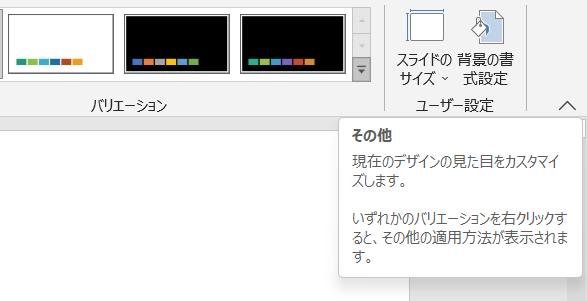 スライドの
サイズ
背景の書
式設定
バリエーション
ユーザー設定
その他
現在のデザインの見た目をカスタマイ
ズします。
いずれかのバリエーションを右クリックす
ると、その他の適用方法が表示されま
す。